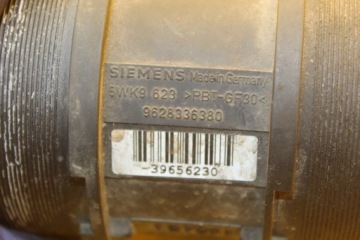 SIEMENS Made in Germany
5WK9 623 >PBT-GF30<
9628336380
39656230